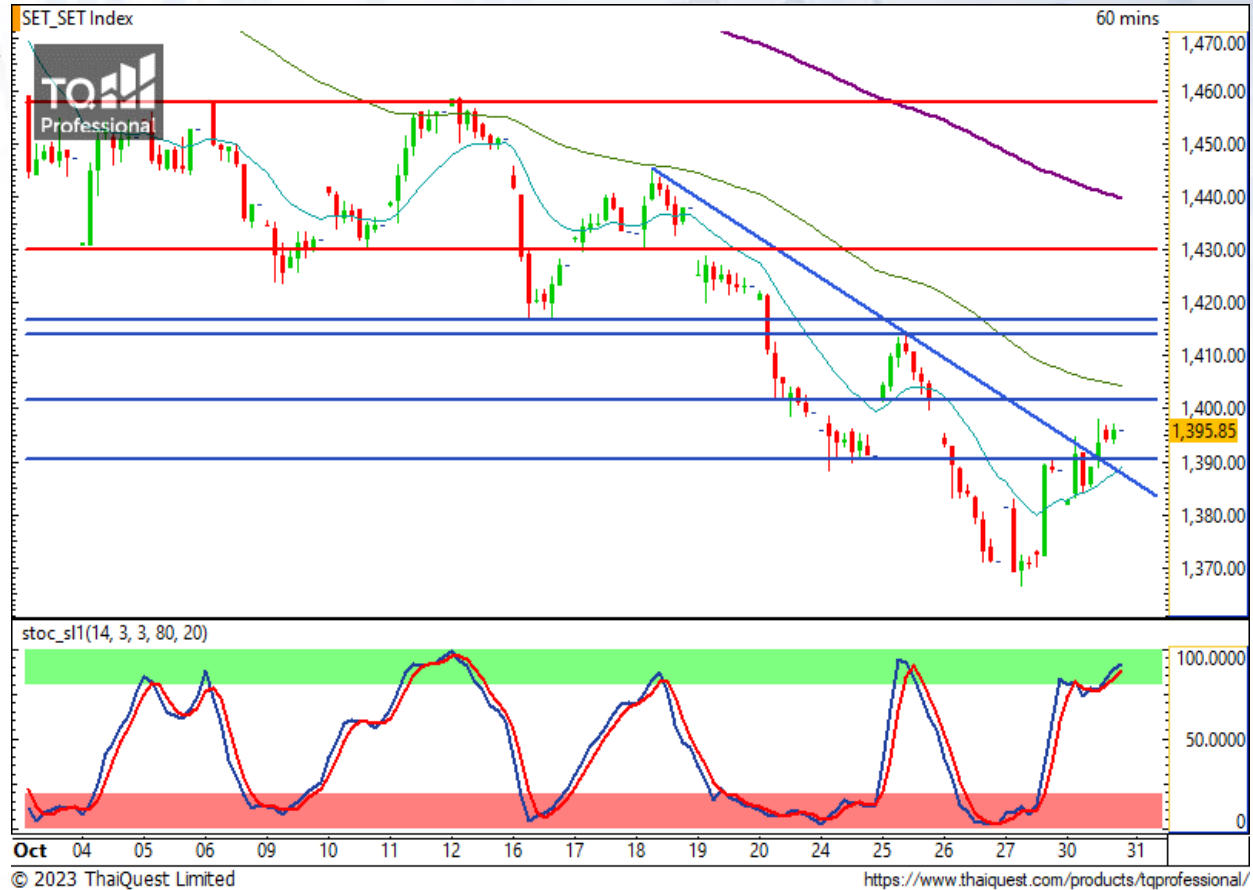 SET_SET Index
60 mins
TQ
Professional
1,470.00
1,460.00
1,450.00
1,440.00
1,430.00
1,420.00
1,410.00
1,400.00
1,395.85
1,390.00
1,380.00
1,370.00
stoc_sl1(14, 3, 3, 80, 20)
100.0000
50.0000
0
Oct 04 05 06 09 10 11 12 16 17 18 19 20 24 25 26 27 30 31
© 2023 ThaiQuest Limited
https://www.thaiquest.com/products/tqprofessional/